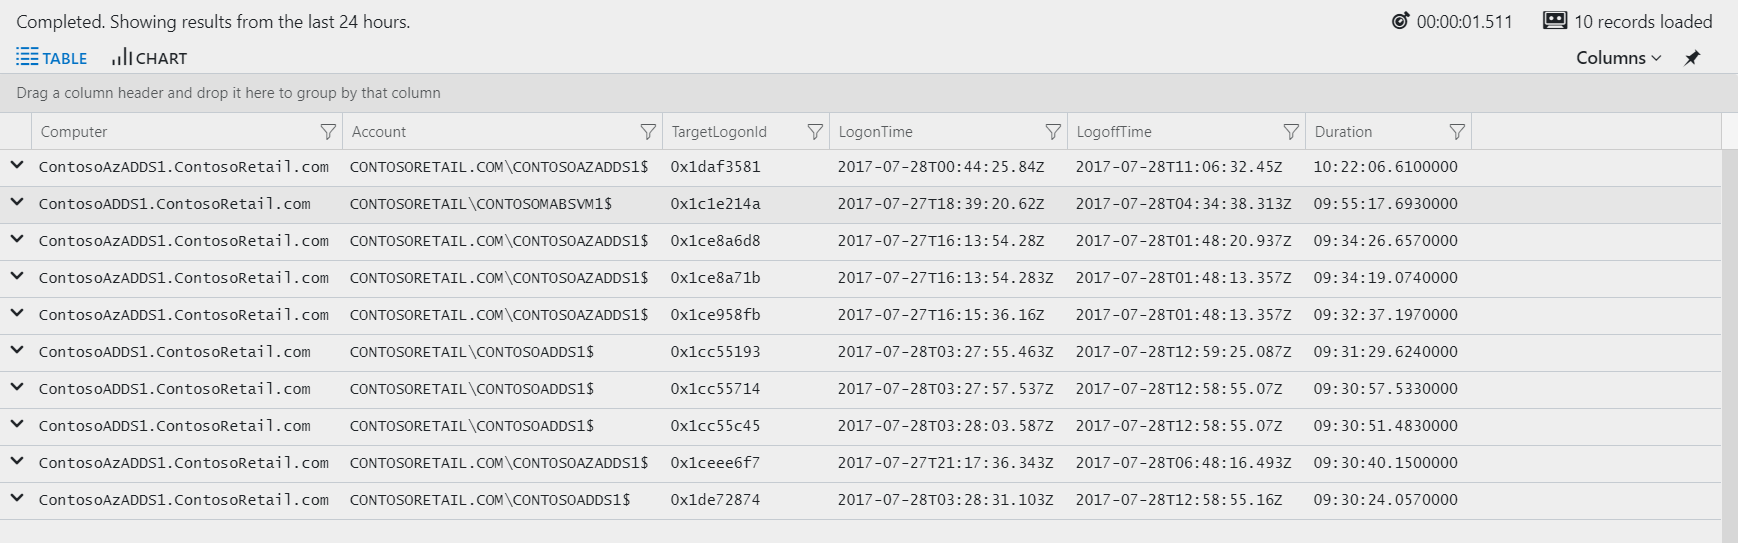 Completed. Showing results from the last 24 hours. 00:00:01.511 10 records loaded
TABLE CHART Columns
Drag a column header and drop it here to group by that column
Computer Account TargetLogonId LogonTime LogoffTime Duration
ContosoAzADDS1.ContosoRetail.com CONTOSORETAIL.COM\CONTOSOAZADDS1$ 0x1daf3581 2017-07-28T00:44:25.84Z 2017-07-28T11:06:32.45Z 10:22:06.6100000
ContosoADDS1.ContosoRetail.com CONTOSORETAIL\CONTOSOMABSVM1$ 0x1c1e214a 2017-07-27T18:39:20.62Z 2017-07-28T04:34:38.313Z 09:55:17.6930000
ContosoAzADDS1.ContosoRetail.com CONTOSORETAIL.COM\CONTOSOAZADDS1$ 0x1ce8a6d8 2017-07-27T16:13:54.28Z 2017-07-28T01:48:20.937Z 09:34:26.6570000
ContosoAzADDS1.ContosoRetail.com CONTOSORETAIL.COM\CONTOSOAZADDS1$ 0x1ce8a71b 2017-07-27T16:13:54.283Z 2017-07-28T01:48:13.357Z 09:34:19.0740000
ContosoAzADDS1.ContosoRetail.com CONTOSORETAIL.COM\CONTOSOAZADDS1$ 0x1ce958fb 2017-07-27T16:15:36.16Z 2017-07-28T01:48:13.357Z 09:32:37.1970000
ContosoADDS1.ContosoRetail.com CONTOSORETAIL\CONTOSOADDS1$ 0x1cc55193 2017-07-28T03:27:55.463Z 2017-07-28T12:59:25.087Z 09:31:29.6240000
ContosoADDS1.ContosoRetail.com CONTOSORETAIL\CONTOSOADDS1$ 0x1cc55714 2017-07-28T03:27:57.537Z 2017-07-28T12:58:55.07Z 09:30:57.5330000
ContosoADDS1.ContosoRetail.com CONTOSORETAIL\CONTOSOADDS1$ 0x1cc55c45 2017-07-28T03:28:03.587Z 2017-07-28T12:58:55.07Z 09:30:51.4830000
ContosoAzADDS1.ContosoRetail.com CONTOSORETAIL.COM\CONTOSOAZADDS1$ 0x1ceee6f7 2017-07-27T21:17:36.343Z 2017-07-28T06:48:16.493Z 09:30:40.1500000
ContosoAzADDS1.ContosoRetail.com CONTOSORETAIL.COM\CONTOSOADDS1$ 0x1de72874 2017-07-28T03:28:31.103Z 2017-07-28T12:58:55.16Z 09:30:24.0570000